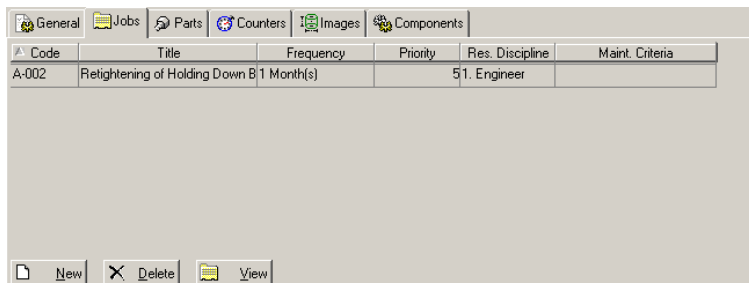 General Jobs Parts Counters Images Components
Code Title Frequency Priority Res. Discipline Maint. Criteria
A-002 Retightening of Holding Down B 1 Month(s) 5 1. Engineer
New Delete View